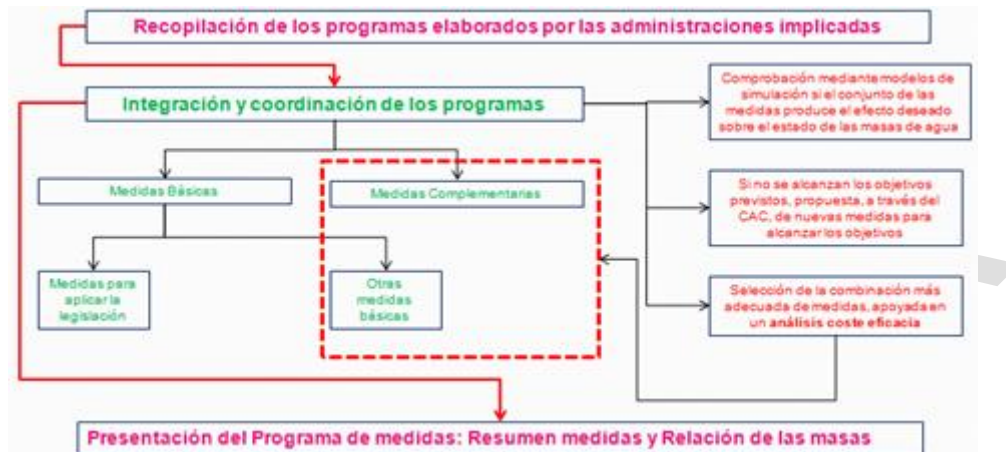 Recopilación de los programas elaborados por las administraciones implicadas
Integración y coordinación de los programas
Comprobación mediante modelos de
simulación si el conjunto de las
medidas produce el efecto deseado
sobre el estado de las masas de agua
Medidas Básicas
Medidas Complementarias
Si no se alcanzan los objetivos
previstos, propuesta, a través del
CAC, de nuevas medidas para
alcanzar los objetivos
Medidas para
aplicar la
legislación
Otras
medidas
básicas
Selección de la combinación más
adecuada de medidas, apoyada en
un análisis coste eficacia
Presentación del Programa de medidas: Resumen medidas y Relación de las masas